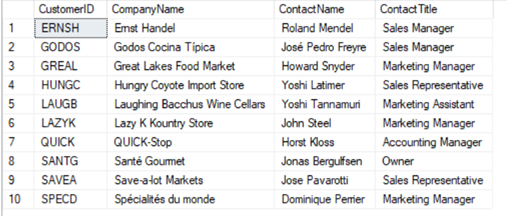 CustomerID CompanyName ContactName ContactTitle
1 ERNSH Ernst Handel Roland Mendel Sales Manager
2 GODOS Godos Cocina Típica José Pedro Freyre Sales Manager
3 GREAL Great Lakes Food Market Howard Snyder Marketing Manager
4 HUNGC Hungry Coyote Import Store Yoshi Latimer Sales Representative
5 LAUGB Laughing Bacchus Wine Cellars Yoshi Tannamuri Marketing Assistant
6 LAZYK Lazy K Kountry Store John Steel Marketing Manager
7 QUICK QUICK-Stop Horst Kloss Accounting Manager
8 SANTG Santé Gourmet Jonas Bergulfsen Owner
9 SAVEA Save-a-lot Markets Jose Pavarotti Sales Representative
10 SPECD Spécialités du monde Dominique Perrier Marketing Manager